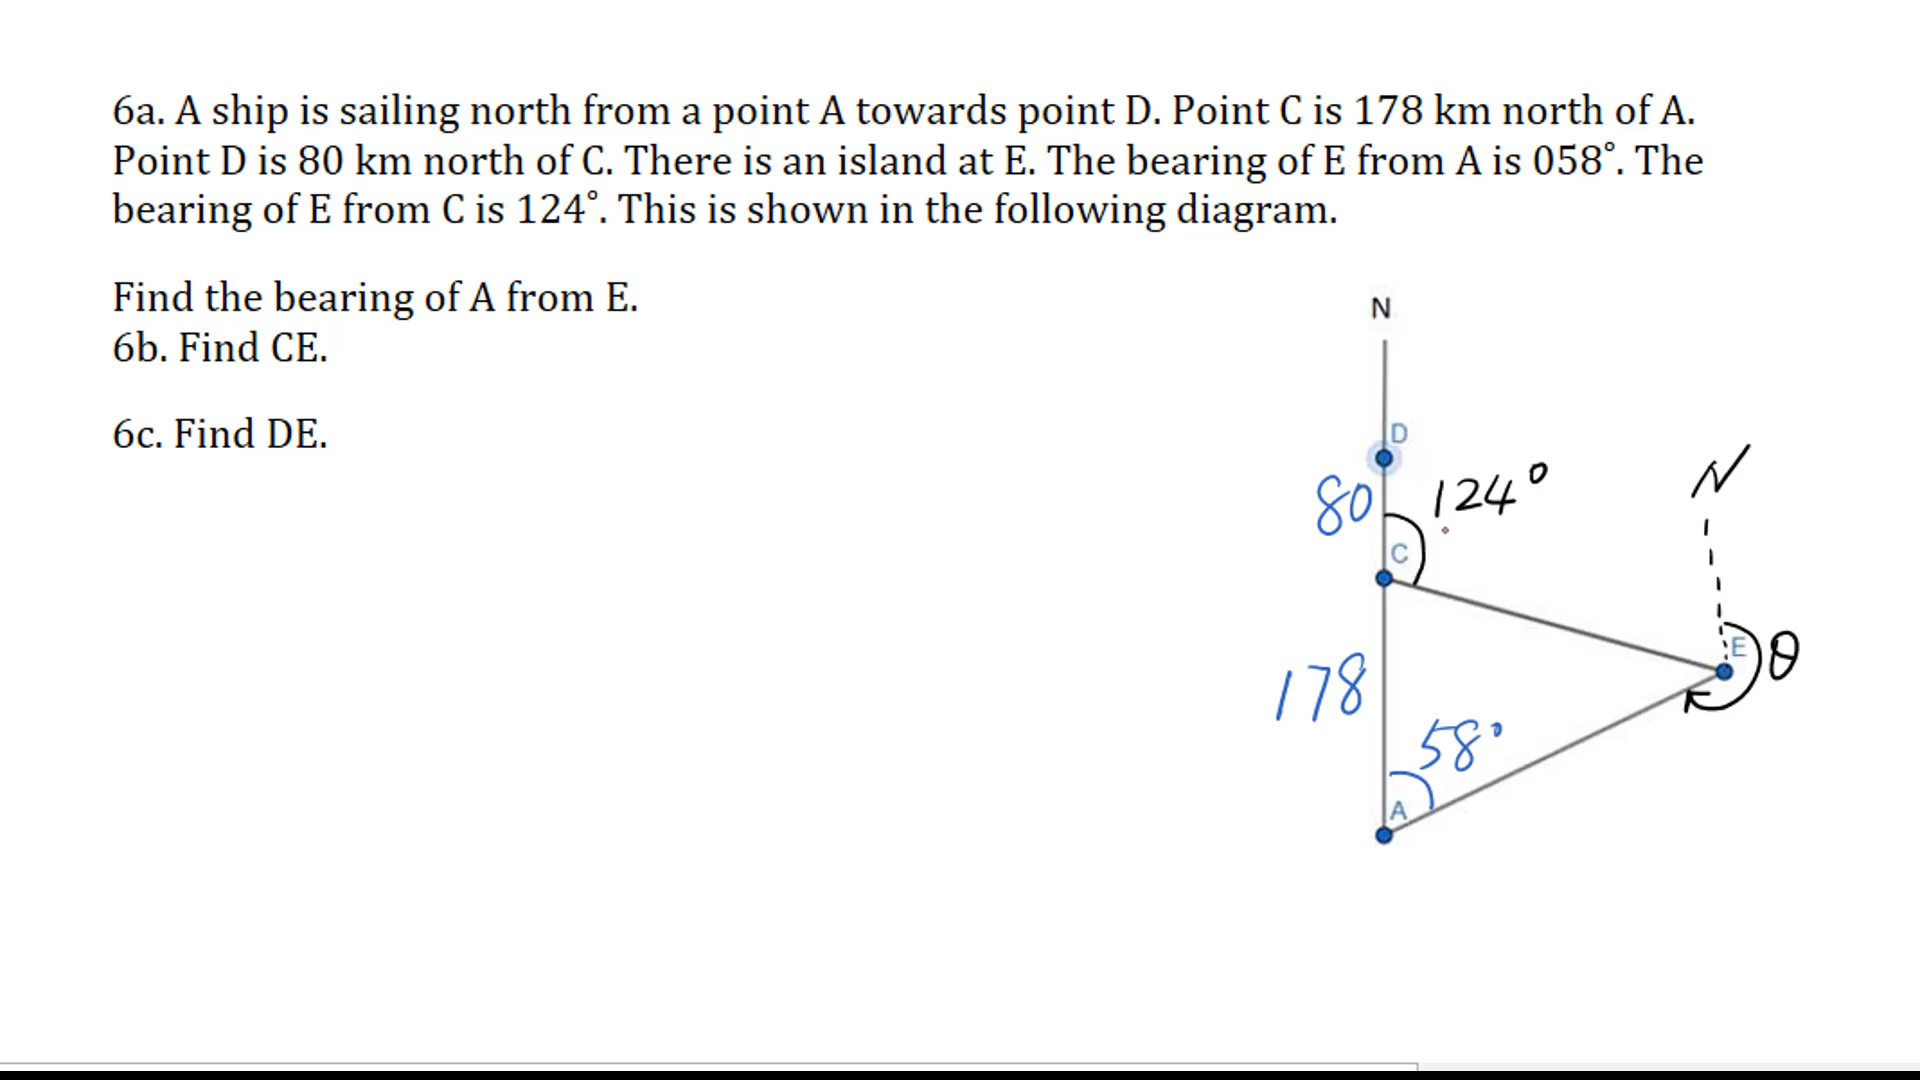 6a. A ship is sailing north from a point A towards point D. Point C is 178 km north of A.
Point D is 80 km north of C. There is an island at E. The bearing of E from A is 058°. The
bearing of E from C is 124°. This is shown in the following diagram.
Find the bearing of A from E.
6b. Find CE.
6c. Find DE.
N
D
80
124°
N
C
E
θ
178
58°
A